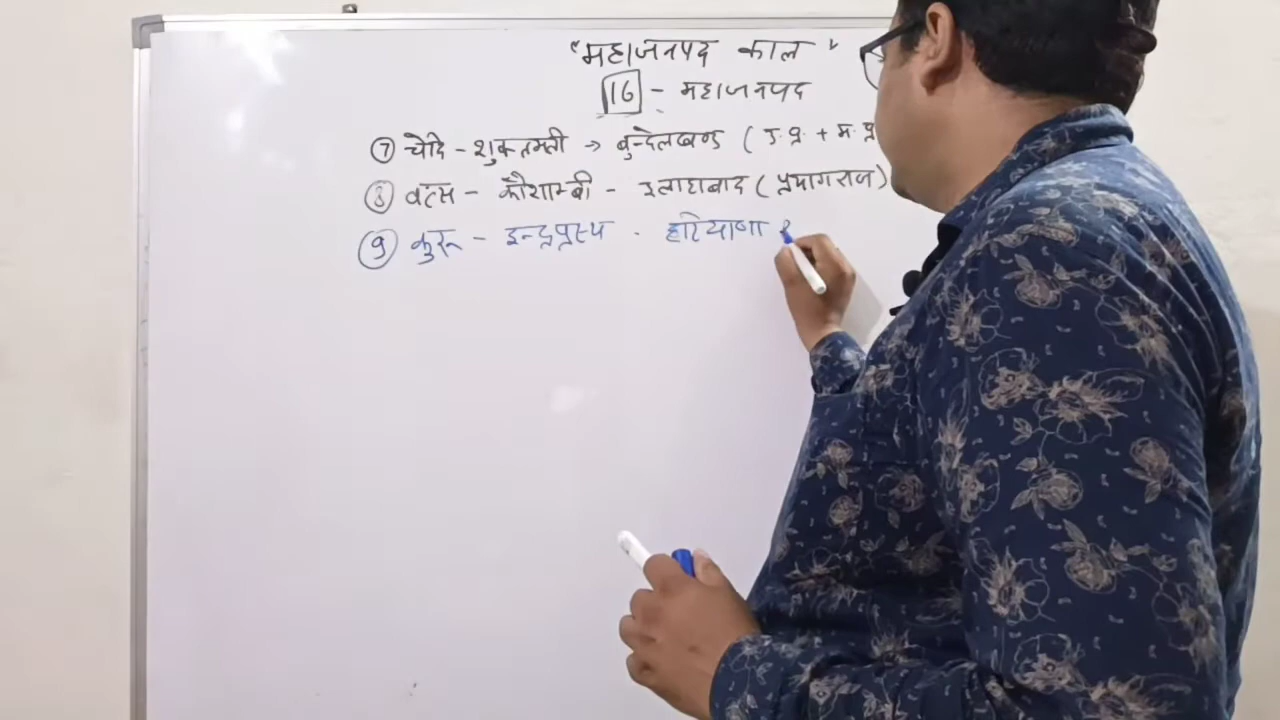 "महाजनपद काल"
16 - महाजनपद
7 चेदि - शुक्तमती → बुन्देलखण्ड ( उ.प्र. + म.प्र
8 वत्स - कौशाम्बी - इलाहाबाद ( प्रयागराज )
9 कुरू - इन्द्रप्रस्थ - हरियाणा